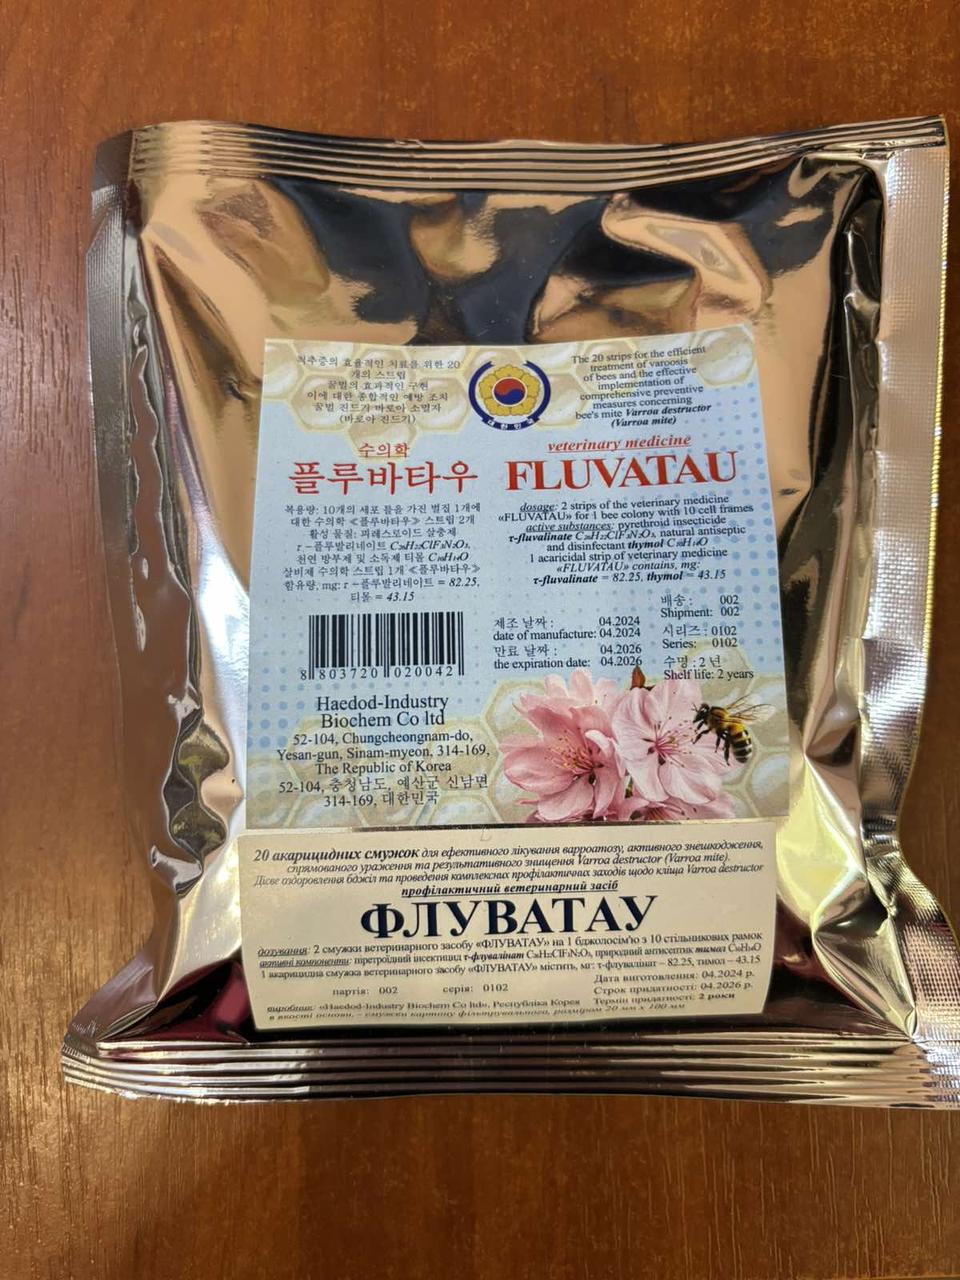 척추증의 효율적인 치료를 위한 20
개의 스트립
꿀벌의 효과적인 구현
이에 대한 종합적인 예방 조치
꿀벌 진드기 바로아 소멸자
(바로아 진드기)
대한민국
The 20 strips for the efficient
treatment of varoosis
of bees and the effective
implementation of
comprehensive preventive
measures concerning
bee's mite Varroa destructor
(Varroa mite)
수의학
플루바타우
복용량: 10개의 세포 틀을 가진 벌집 1개에
대한 수의학 ≪플루바타우≫ 스트립 2개
활성 물질: 피레스로이드 살충제
τ-플루발리네이트 C₂₆H₂₂ClF₃N₂O₃,
천연 방부제 및 소독제 티몰 C₁₀H₁₄O
살비제 수의학 스트립 1개 ≪플루바타우≫
함유량, mg: τ-플루발리네이트 = 82.25,
티몰 = 43.15
veterinary medicine
FLUVATAU
dosage: 2 strips of the veterinary medicine
«FLUVATAU» for 1 bee colony with 10 cell frames
active substances: pyrethroid insecticide
τ-fluvalinate C₂₆H₂₂ClF₃N₂O₃, natural antiseptic
and disinfectant thymol C₁₀H₁₄O
1 acaricidal strip of veterinary medicine
«FLUVATAU» contains, mg:
τ-fluvalinate = 82.25, thymol = 43.15
8 803720 020042
제조 날짜 : 04.2024
date of manufacture: 04.2024
만료 날짜 : 04.2026
the expiration date: 04.2026
배송 : 002
Shipment: 002
시리즈 : 0102
Series: 0102
수명 : 2 년
Shelf life: 2 years
Haedod-Industry
Biochem Co ltd
52-104, Chungcheongnam-do,
Yesan-gun, Sinam-myeon, 314-169,
The Republic of Korea
52-104, 충청남도, 예산군 신남면
314-169, 대한민국
20 акарицидних смужок для ефективного лікування варроатозу, активного знешкодження,
спрямованого ураження та результативного знищення Varroa destructor (Varroa mite).
Дієве оздоровлення бджіл та проведення комплексних профілактичних заходів щодо кліща Varroa destructor
профілактичний ветеринарний засіб
ФЛУВАТАУ
дозування: 2 смужки ветеринарного засобу «ФЛУВАТАУ» на 1 бджолосім'ю з 10 стільникових рамок
активні компоненти: піретроїдний інсектицид τ-флувалінат C₂₆H₂₂ClF₃N₂O₃, природний антисептик тимол C₁₀H₁₄O
1 акарицидна смужка ветеринарного засобу «ФЛУВАТАУ» містить, мг: τ-флувалінат – 82.25, тимол – 43.15
партія: 002 серія: 0102
Дата виготовлення: 04.2024 р.
Строк придатності: 04.2026 р.
Термін придатності: 2 роки
виробник: «Haedod-Industry Biochem Co ltd», Республіка Корея
в якості основи – смужки картону фільтрувального, розміром 20 мм x 100 мм